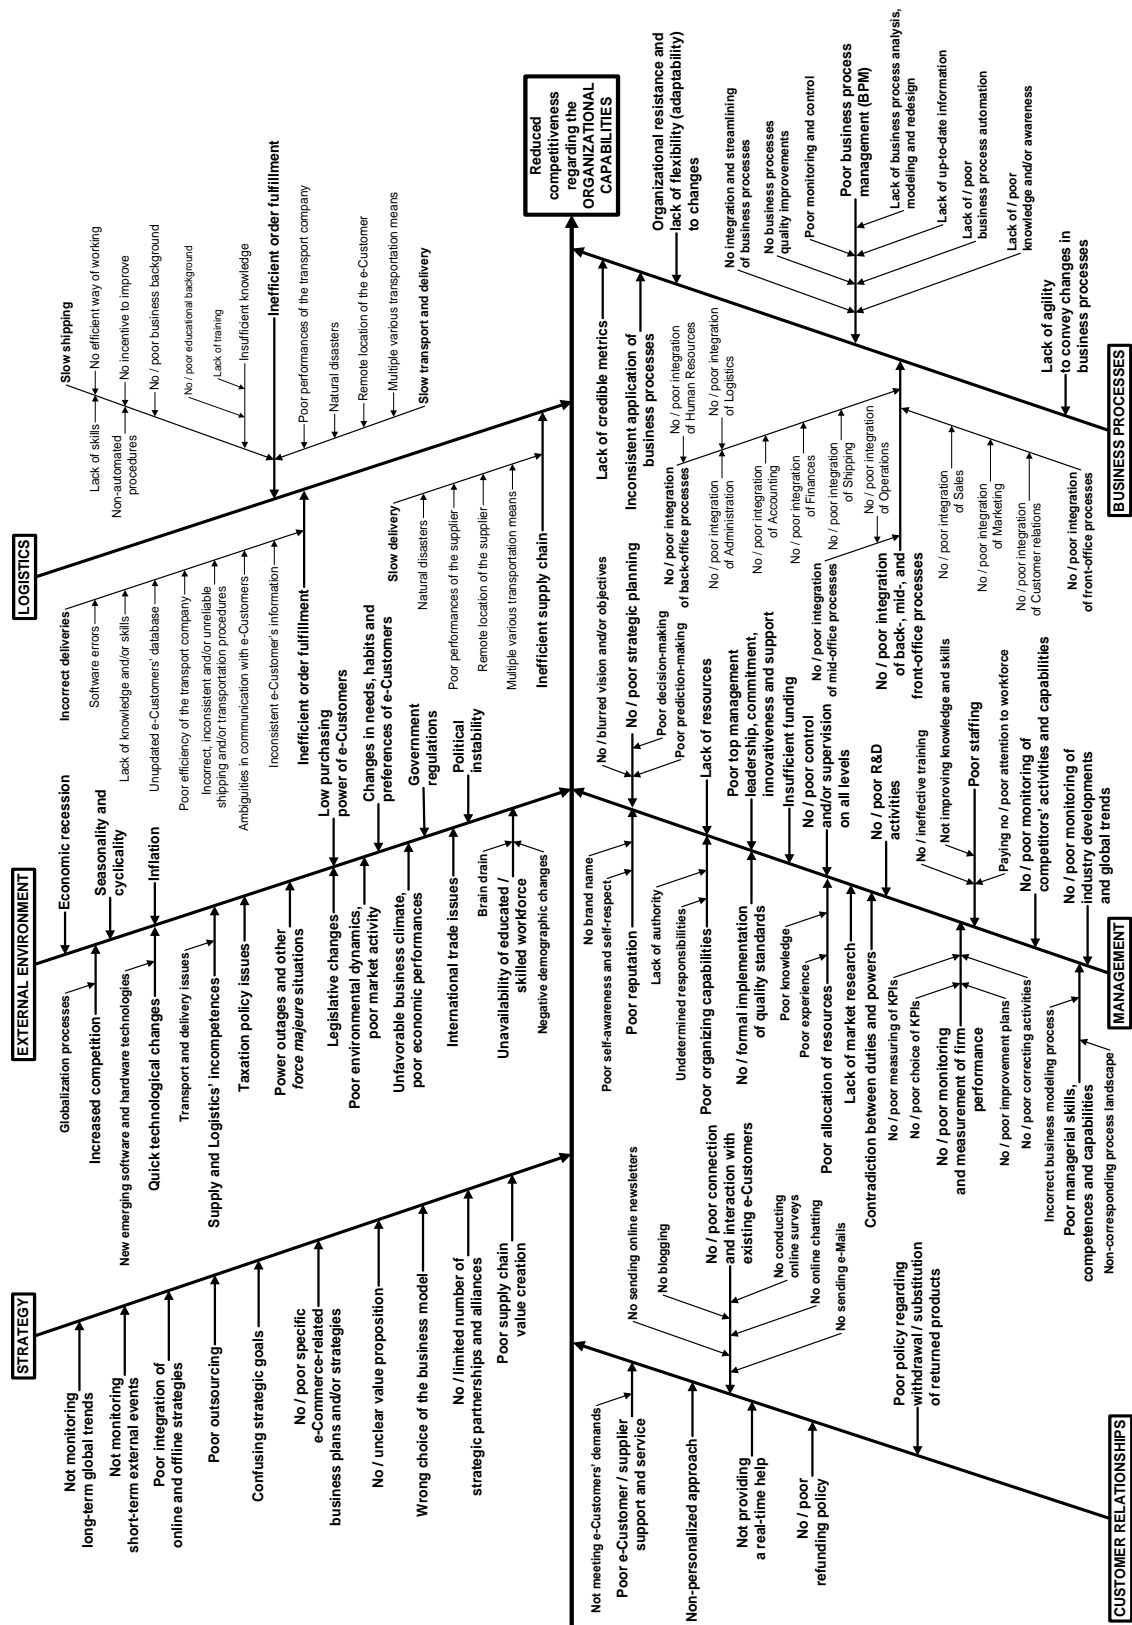 STRATEGY
Not monitoring
long-term global trends
Not monitoring
short-term external events
Poor integration of
online and offline strategies
Poor outsourcing
Confusing strategic goals
No / poor specific
e-Commerce-related
business plans and/or strategies
No / unclear value proposition
Wrong choice of the business model
No / limited number of
strategic partnerships and alliances
Poor supply chain
value creation
EXTERNAL ENVIRONMENT
Globalization processes
Increased competition
New emerging software and hardware technologies
Quick technological changes
Transport and delivery issues
Supply and Logistics' incompetences
Taxation policy issues
Power outages and other
force majeure situations
Legislative changes
Poor environmental dynamics,
poor market activity
Unfavorable business climate,
poor economic performances
International trade issues
Brain drain
Unavailability of educated /
skilled workforce
Negative demographic changes
Economic recession
Seasonality and
cyclicality
Inflation
Low purchasing
power of e-Customers
Changes in needs, habits and
preferences of e-Customers
Government
regulations
Political
instability
LOGISTICS
Incorrect deliveries
Software errors
Lack of knowledge and/or skills
Unupdated e-Customers' database
Poor efficiency of the transport company
Incorrect, inconsistent and/or unreliable
shipping and/or transportation procedures
Ambiguities in communication with e-Customers
Inconsistent e-Customer's information
Inefficient order fulfillment
Slow delivery
Natural disasters
Poor performances of the supplier
Remote location of the supplier
Multiple various transportation means
Inefficient supply chain
Slow shipping
Lack of skills
No efficient way of working
Non-automated
procedures
No incentive to improve
No / poor business background
No / poor educational background
Lack of training
Insufficient knowledge
Inefficient order fulfillment
Poor performances of the transport company
Natural disasters
Remote location of the e-Customer
Multiple various transportation means
Slow transport and delivery
Reduced
competitiveness
regarding the
ORGANIZATIONAL
CAPABILITIES
CUSTOMER RELATIONSHIPS
Not meeting e-Customers' demands
Poor e-Customer / supplier
support and service
Non-personalized approach
Not providing
a real-time help
No / poor
refunding policy
No sending online newsletters
No blogging
No / poor connection
and interaction with
existing e-Customers
No conducting
online surveys
No online chatting
No sending e-Mails
Poor policy regarding
withdrawal / substitution
of returned products
MANAGEMENT
No brand name
Poor self-awareness and self-respect
Poor reputation
Lack of authority
Undetermined responsibilities
Poor organizing capabilities
No / formal implementation
of quality standards
Poor knowledge
Poor experience
Poor allocation of resources
Lack of market research
Contradiction between duties and powers
No / poor measuring of KPIs
No / poor choice of KPIs
No / poor monitoring
and measurement of firm
performance
No / poor improvement plans
No / poor correcting activities
Incorrect business modeling process
Poor managerial skills,
competences and capabilities
Non-corresponding process landscape
No / blurred vision and/or objectives
No / poor strategic planning
Poor decision-making
Poor prediction-making
Lack of resources
Poor top management
leadership, commitment,
innovativeness and support
Insufficient funding
No / poor control
and/or supervision
on all levels
No / poor R&D
activities
No / ineffective training
Not improving knowledge and skills
Poor staffing
Paying no / poor attention to workforce
No / poor monitoring of
competitors' activities and capabilities
No / poor monitoring of
industry developments
and global trends
BUSINESS PROCESSES
Lack of credible metrics
Inconsistent application of
business processes
No / poor integration
of back-office processes
No / poor integration
of Human Resources
No / poor integration
of Administration
No / poor integration
of Logistics
No / poor integration
of Accounting
No / poor integration
of Finances
No / poor integration
of Shipping
No / poor integration
of mid-office processes
No / poor integration
of Operations
No / poor integration
of back-, mid-, and
front-office processes
No / poor integration
of Sales
No / poor integration
of Marketing
No / poor integration
of Customer relations
No / poor integration
of front-office processes
Organizational resistance and
lack of flexibility (adaptability)
to changes
No integration and streamlining
of business processes
No business processes
quality improvements
Poor monitoring and control
Poor business process
management (BPM)
Lack of business process analysis,
modeling and redesign
Lack of up-to-date information
Lack of / poor
business process automation
Lack of / poor
knowledge and/or awareness
Lack of agility
to convey changes in
business processes